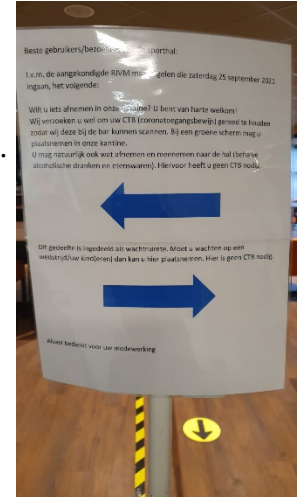 Beste gebruikers/bezoekers sporthal:
I.v.m. de aangekondigde RIVM maatregelen die zaterdag 25 september 2021
ingaan, het volgende:
Wilt u iets afnemen in onze kantine? U bent van harte welkom!
Wij verzoeken u wel om uw CTB (coronatoegangsbewijs) gereed te houden
zodat wij deze bij de bar kunnen scannen. Bij een groene scherm mag u
plaatsnemen in onze kantine.
U mag natuurlijk ook wat afnemen en meenemen naar de hal (behalve
alcoholische dranken en etenswaren). Hiervoor heeft u geen CTB nodig.
Dit gedeelte is ingedeeld als wachtruimte. Moet u wachten op een
wedstrijd/uw kind(eren) dan kan u hier plaatsnemen. Hier is geen CTB nodig.
Alvast bedankt voor uw medewerking